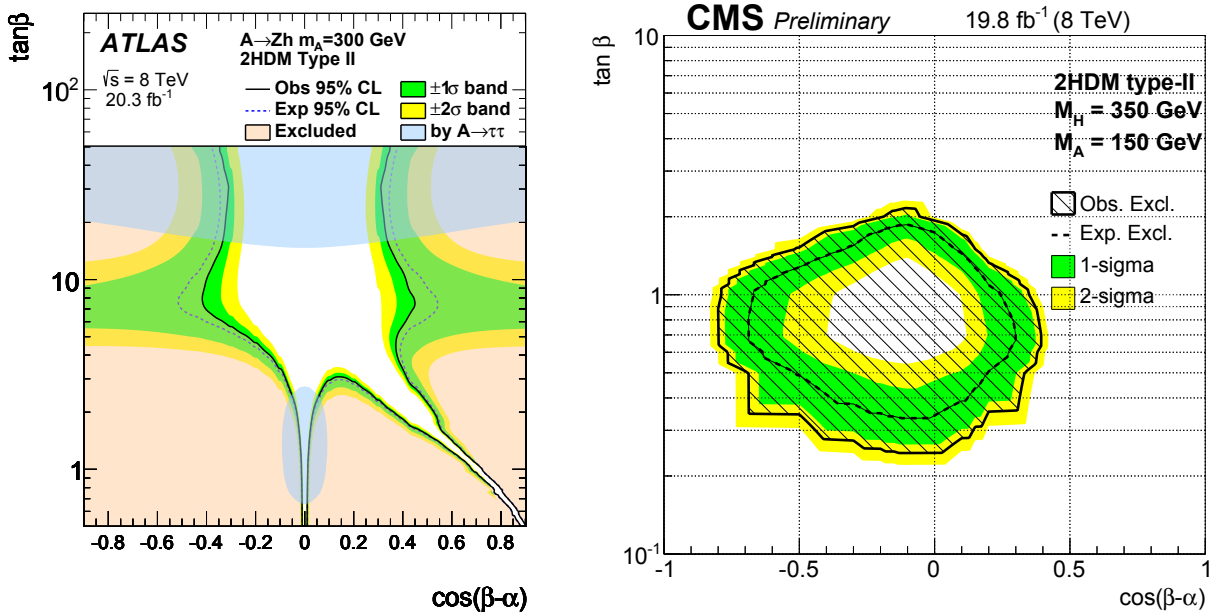 ATLAS
A→Zh m_A=300 GeV
2HDM Type II
√s = 8 TeV
20.3 fb⁻¹
Obs 95% CL
±1σ band
Exp 95% CL
±2σ band
Excluded
by A→ττ
tanβ
10²
10
1
-0.8 -0.6 -0.4 -0.2 0 0.2 0.4 0.6 0.8
cos(β-α)
CMS Preliminary
19.8 fb⁻¹ (8 TeV)
2HDM type-II
M_H = 350 GeV
M_A = 150 GeV
Obs. Excl.
Exp. Excl.
1-sigma
2-sigma
tan β
10
1
10⁻¹
-1 -0.5 0 0.5 1
cos(β-α)